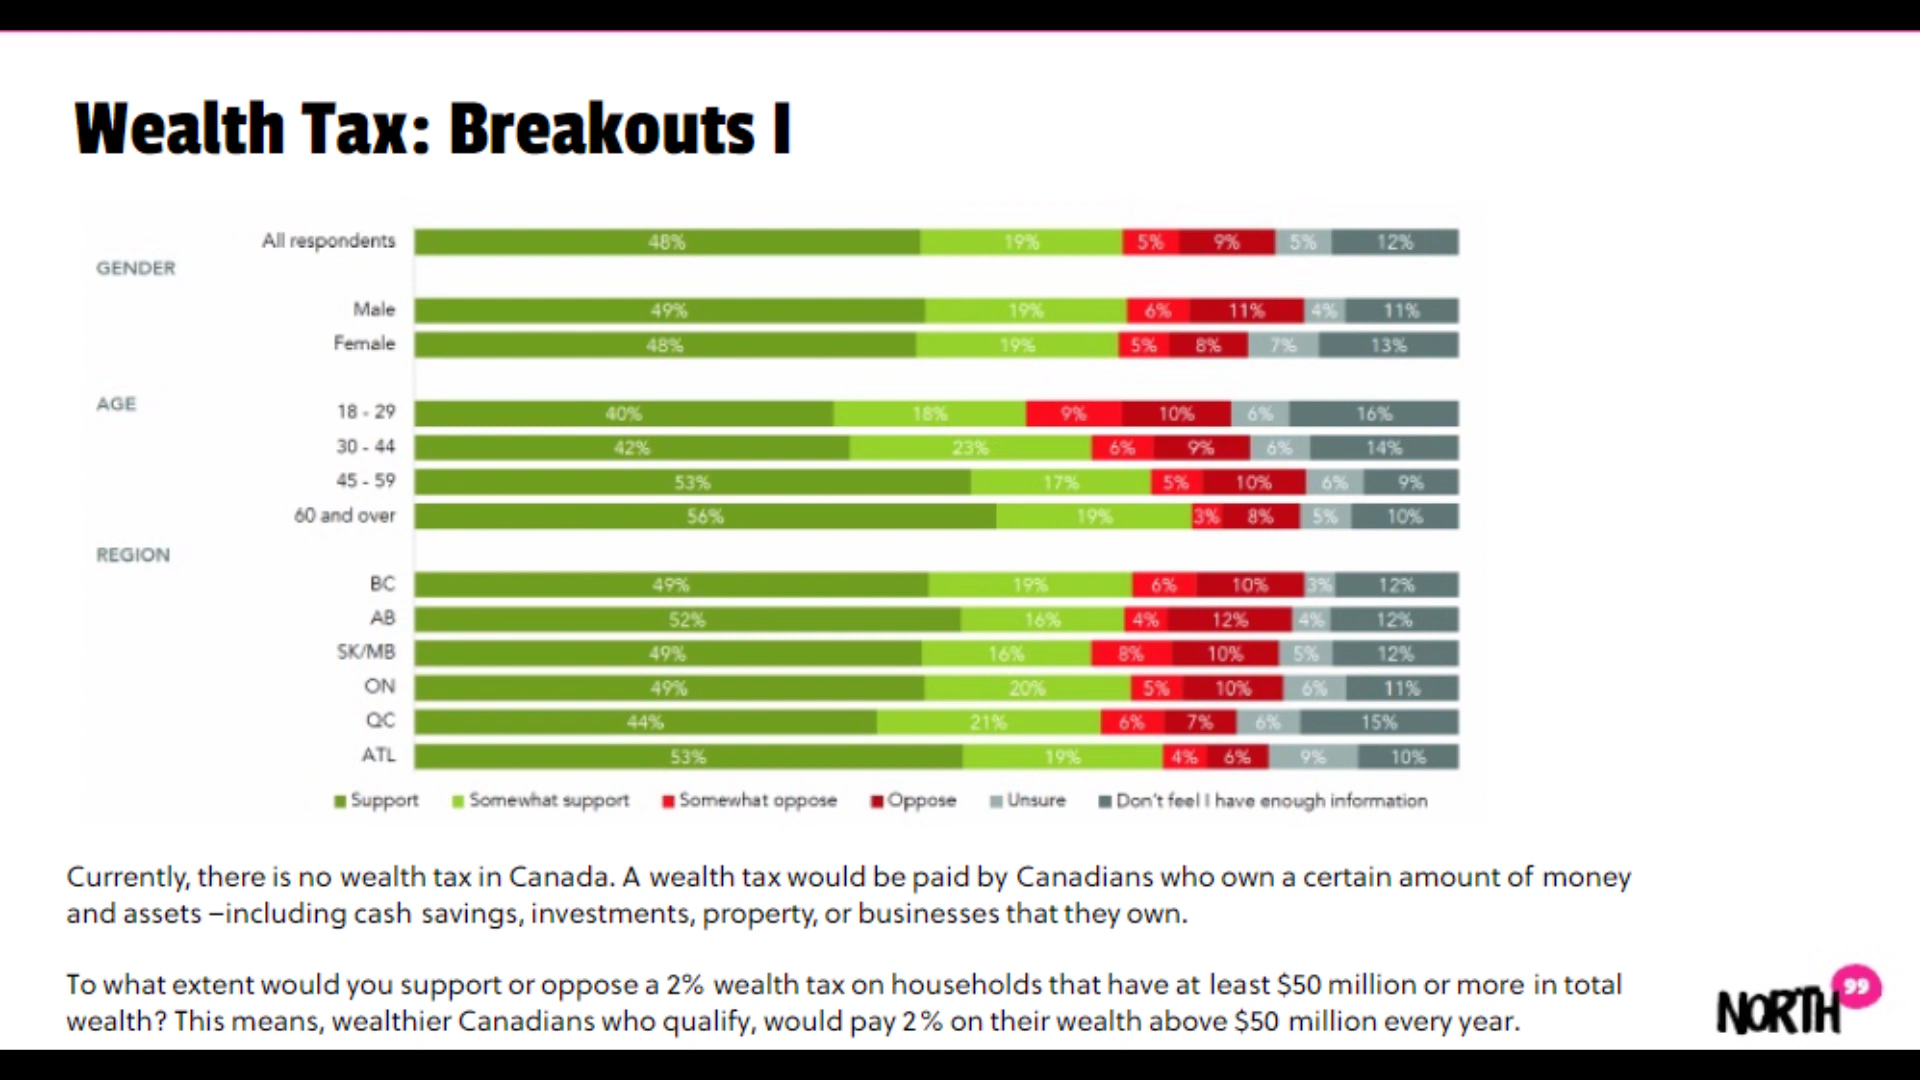 Wealth Tax: Breakouts I
All respondents 48% 19% 5% 9% 5% 12%
GENDER
Male 49% 19% 6% 11% 4% 11%
Female 48% 19% 5% 8% 7% 13%
AGE
18 - 29 40% 18% 9% 10% 6% 16%
30 - 44 42% 23% 6% 9% 6% 14%
45 - 59 53% 17% 5% 10% 6% 9%
60 and over 56% 19% 3% 8% 5% 10%
REGION
BC 49% 19% 6% 10% 3% 12%
AB 52% 16% 4% 12% 4% 12%
SK/MB 49% 16% 8% 10% 5% 12%
ON 49% 20% 5% 10% 6% 11%
QC 44% 21% 6% 7% 6% 15%
ATL 53% 19% 4% 6% 9% 10%
Support Somewhat support Somewhat oppose Oppose Unsure Don't feel I have enough information
Currently, there is no wealth tax in Canada. A wealth tax would be paid by Canadians who own a certain amount of money
and assets –including cash savings, investments, property, or businesses that they own.
To what extent would you support or oppose a 2% wealth tax on households that have at least $50 million or more in total
wealth? This means, wealthier Canadians who qualify, would pay 2% on their wealth above $50 million every year.
NORTH 99